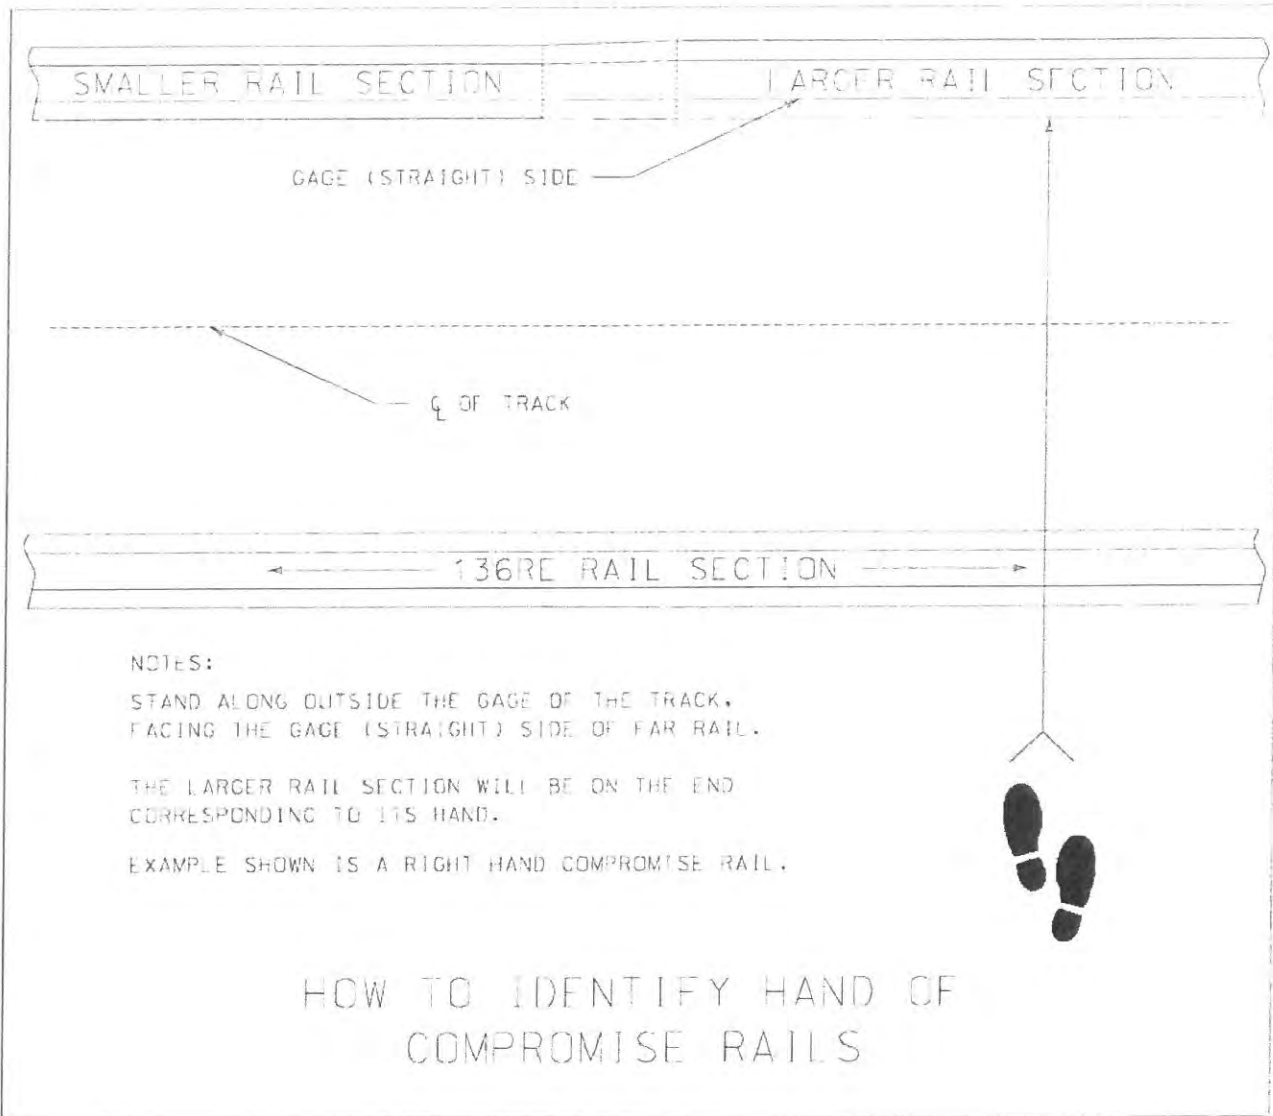 SMALLER RAIL SECTION
LARGER RAIL SECTION
GAGE (STRAIGHT) SIDE
℄ OF TRACK
136RE RAIL SECTION
NOTES:
STAND ALONG OUTSIDE THE GAGE OF THE TRACK,
FACING THE GAGE (STRAIGHT) SIDE OF FAR RAIL.
THE LARGER RAIL SECTION WILL BE ON THE END
CORRESPONDING TO ITS HAND.
EXAMPLE SHOWN IS A RIGHT HAND COMPROMISE RAIL.
HOW TO IDENTIFY HAND OF
COMPROMISE RAILS